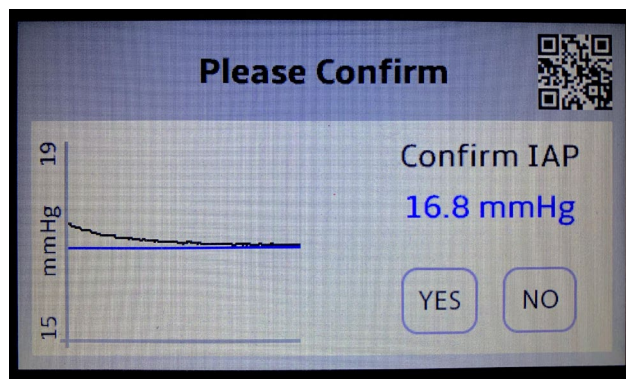 Please Confirm
19
mmHg
15
Confirm IAP
16.8 mmHg
YES
NO